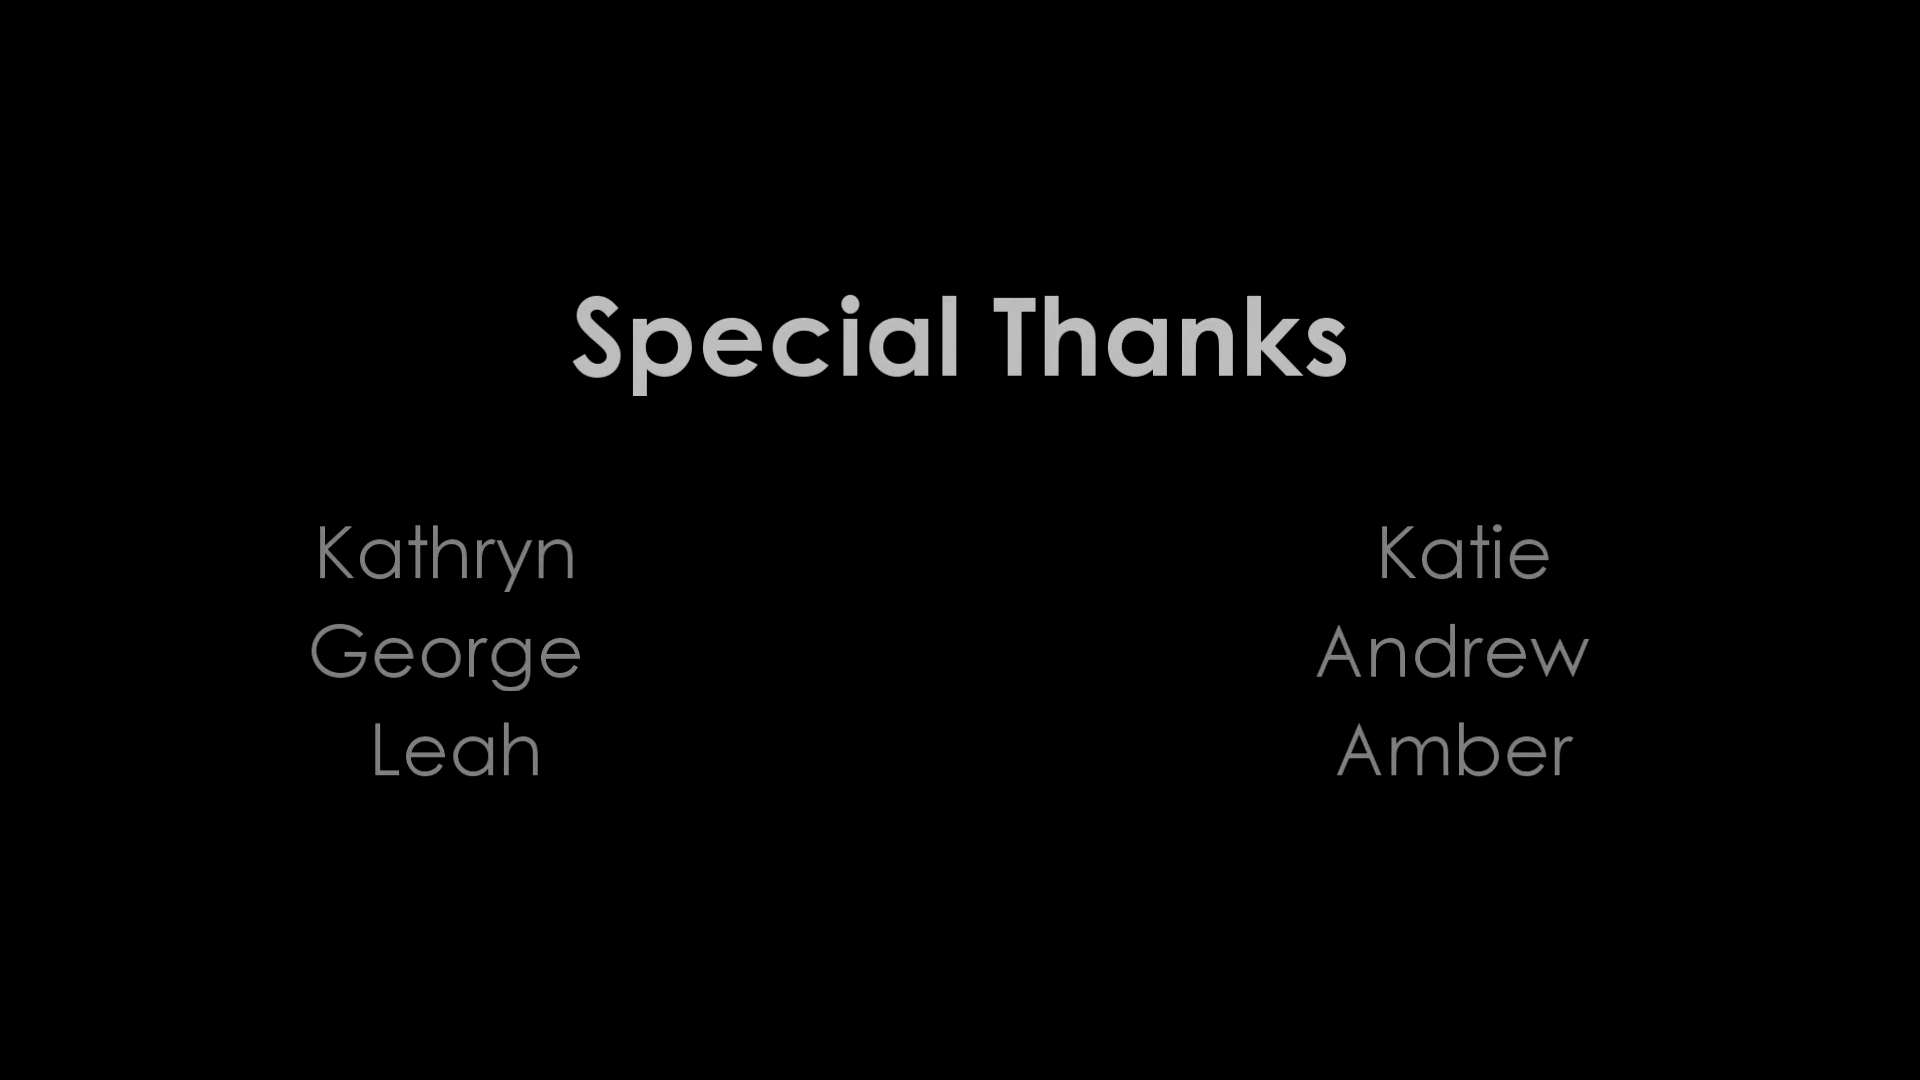 Special Thanks
Kathryn
George
Leah
Katie
Andrew
Amber